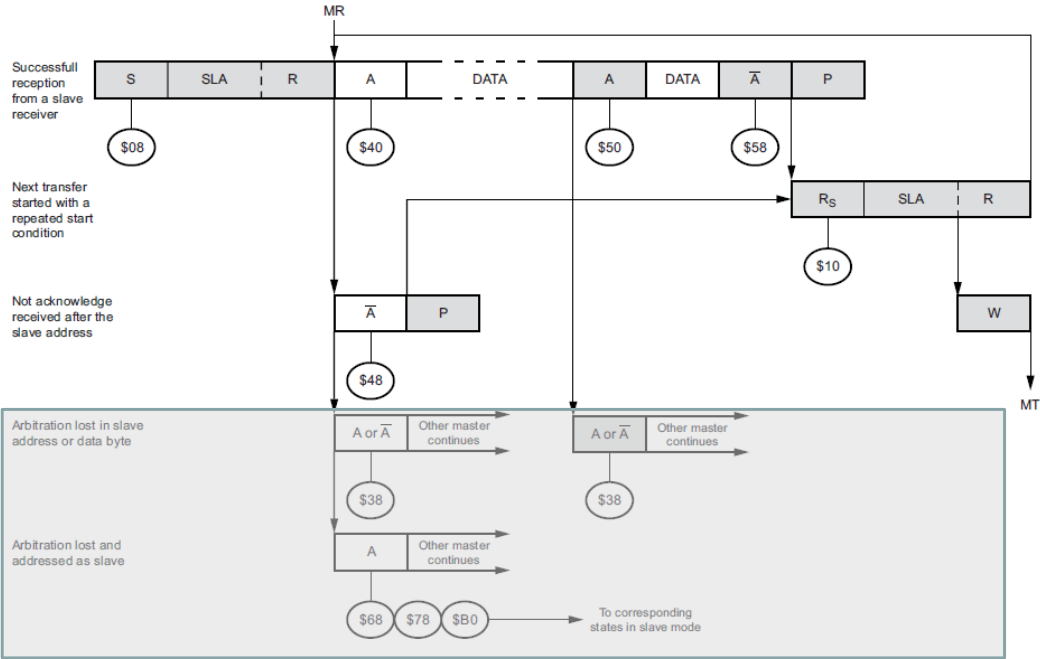 MR
Successfull
reception
from a slave
receiver
S SLA R A DATA A DATA A̅ P
$08 $40 $50 $58
Next transfer
started with a
repeated start
condition
RS SLA R
$10
Not acknowledge
received after the
slave address
A̅ P W
$48
MT
Arbitration lost in slave
address or data byte
A or A̅ Other master
continues
A or A̅ Other master
continues
$38 $38
Arbitration lost and
addressed as slave
A Other master
continues
$68 $78 $B0 To corresponding
states in slave mode